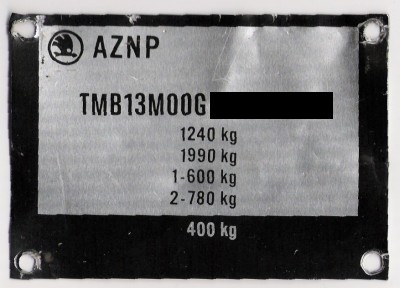 AZNP
TMB13M00G
1240 kg
1990 kg
1-600 kg
2-780 kg
400 kg